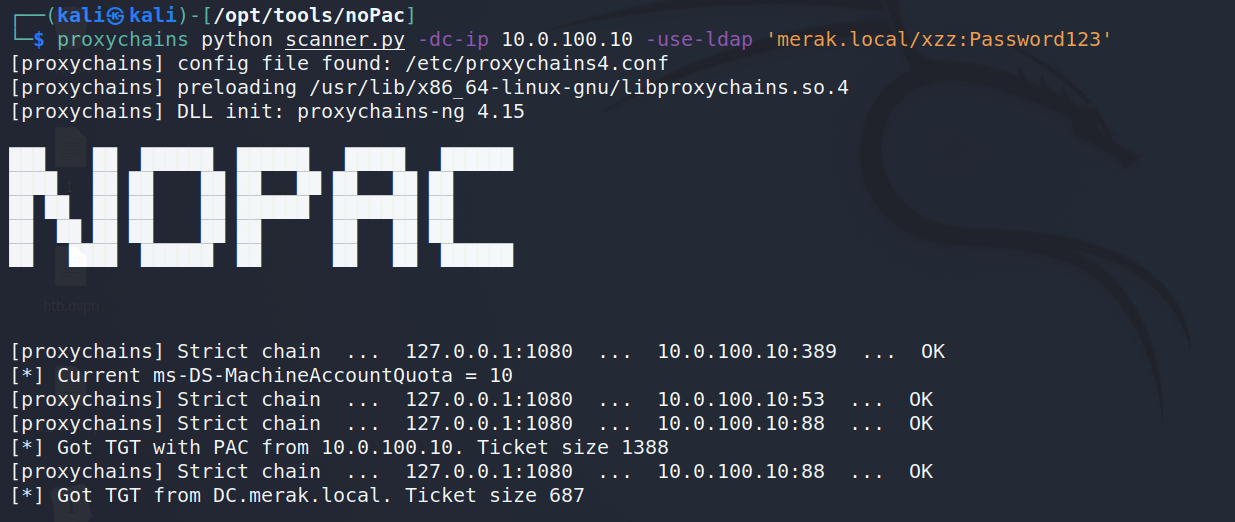 ┌──(kali㉿kali)-[/opt/tools/noPac]
└─$ proxychains python scanner.py -dc-ip 10.0.100.10 -use-ldap 'merak.local/xzz:Password123'
[proxychains] config file found: /etc/proxychains4.conf
[proxychains] preloading /usr/lib/x86_64-linux-gnu/libproxychains.so.4
[proxychains] DLL init: proxychains-ng 4.15
NOPAC
htb.ovpn
[proxychains] Strict chain  ...  127.0.0.1:1080  ...  10.0.100.10:389  ...  OK
[*] Current ms-DS-MachineAccountQuota = 10
[proxychains] Strict chain  ...  127.0.0.1:1080  ...  10.0.100.10:53  ...  OK
[proxychains] Strict chain  ...  127.0.0.1:1080  ...  10.0.100.10:88  ...  OK
[*] Got TGT with PAC from 10.0.100.10. Ticket size 1388
[proxychains] Strict chain  ...  127.0.0.1:1080  ...  10.0.100.10:88  ...  OK
[*] Got TGT from DC.merak.local. Ticket size 687